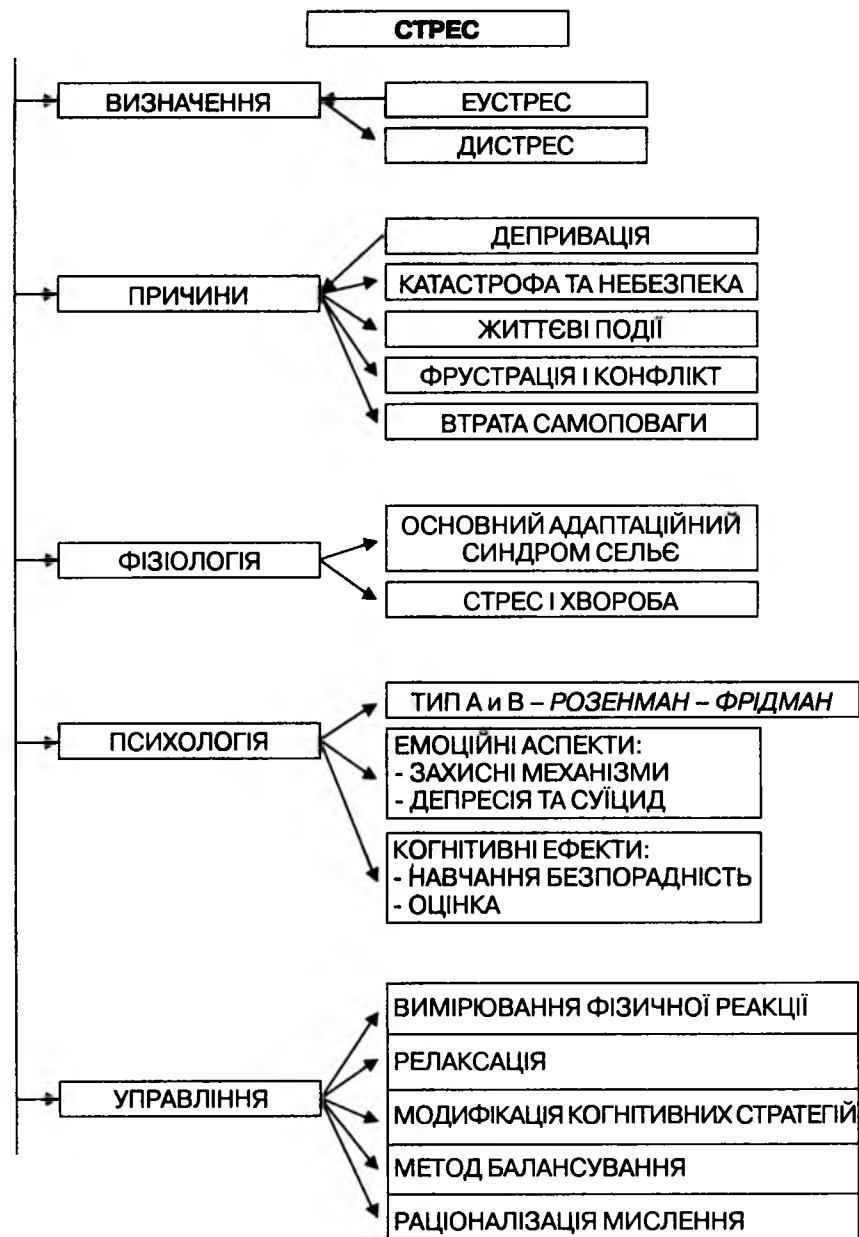 СТРЕС
ВИЗНАЧЕННЯ
ЕУСТРЕС
ДИСТРЕС
ПРИЧИНИ
ДЕПРИВАЦІЯ
КАТАСТРОФА ТА НЕБЕЗПЕКА
ЖИТТЄВІ ПОДІЇ
ФРУСТРАЦІЯ І КОНФЛІКТ
ВТРАТА САМОПОВАГИ
ФІЗІОЛОГІЯ
ОСНОВНИЙ АДАПТАЦІЙНИЙ
СИНДРОМ СЕЛЬЄ
СТРЕС І ХВОРОБА
ПСИХОЛОГІЯ
ТИП А и В – РОЗЕНМАН – ФРІДМАН
ЕМОЦІЙНІ АСПЕКТИ:
- ЗАХИСНІ МЕХАНІЗМИ
- ДЕПРЕСІЯ ТА СУЇЦИД
КОГНІТИВНІ ЕФЕКТИ:
- НАВЧАННЯ БЕЗПОРАДНІСТЬ
- ОЦІНКА
УПРАВЛІННЯ
ВИМІРЮВАННЯ ФІЗИЧНОЇ РЕАКЦІЇ
РЕЛАКСАЦІЯ
МОДИФІКАЦІЯ КОГНІТИВНИХ СТРАТЕГІЙ
МЕТОД БАЛАНСУВАННЯ
РАЦІОНАЛІЗАЦІЯ МИСЛЕННЯ